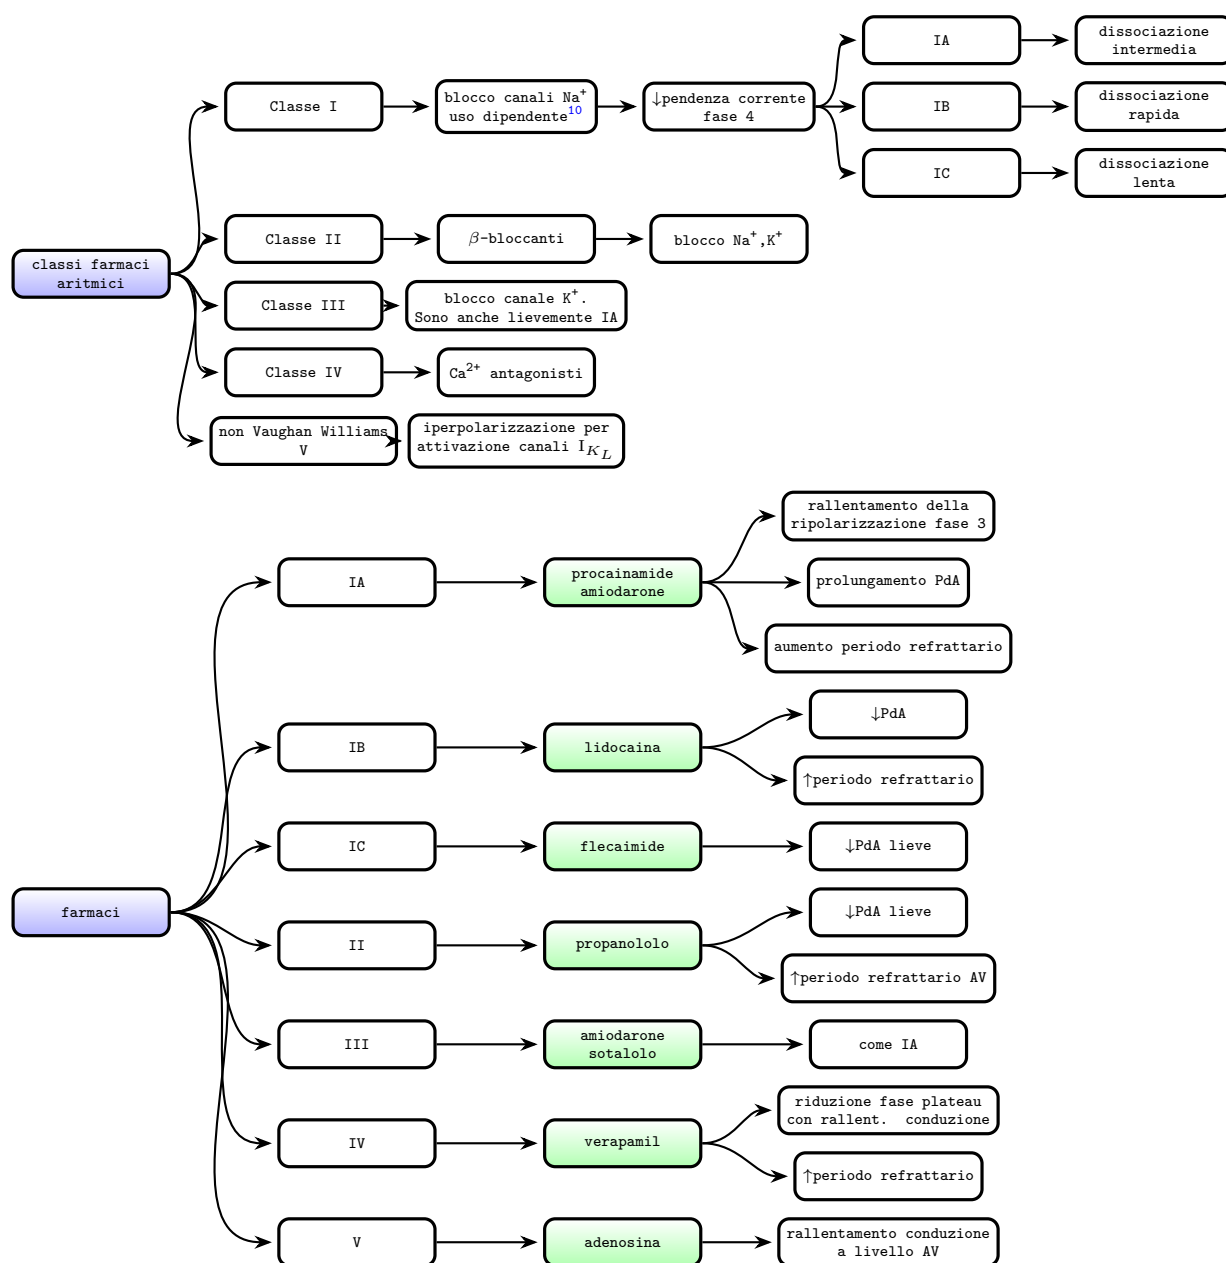 classi farmaci
aritmici
Classe I
blocco canali Na⁺
uso dipendente¹⁰
↓pendenza corrente
fase 4
IA
dissociazione
intermedia
IB
dissociazione
rapida
IC
dissociazione
lenta
Classe II
β-bloccanti
blocco Na⁺,K⁺
Classe III
blocco canale K⁺.
Sono anche lievemente IA
Classe IV
Ca²⁺ antagonisti
non Vaughan Williams
V
iperpolarizzazione per
attivazione canali I_{K_L}
farmaci
IA
procainamide
amiodarone
rallentamento della
ripolarizzazione fase 3
prolungamento PdA
aumento periodo refrattario
IB
lidocaina
↓PdA
↑periodo refrattario
IC
flecaimide
↓PdA lieve
II
propanololo
↓PdA lieve
↑periodo refrattario AV
III
amiodarone
sotalolo
come IA
IV
verapamil
riduzione fase plateau
con rallent. conduzione
↑periodo refrattario
V
adenosina
rallentamento conduzione
a livello AV